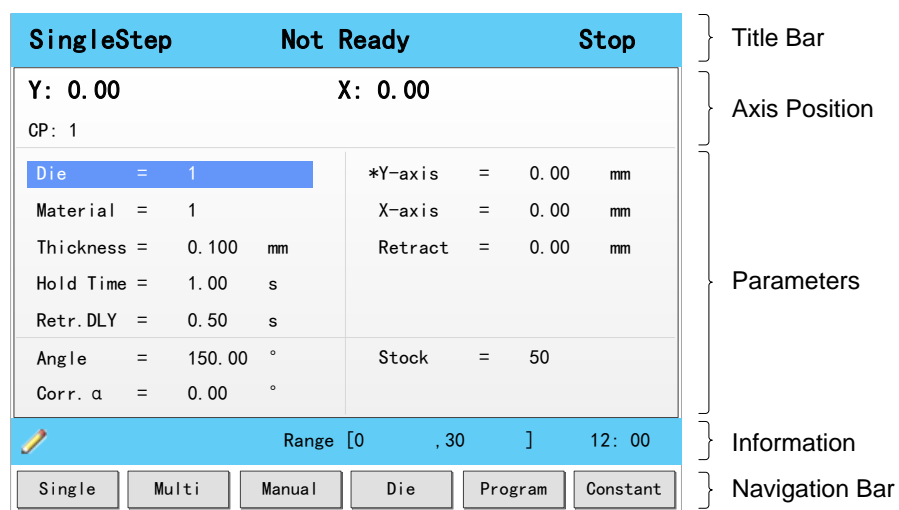 SingleStep Not Ready Stop Title Bar
Y: 0.00 X: 0.00
Axis Position
CP: 1
Die = 1 *Y-axis = 0.00 mm
Material = 1 X-axis = 0.00 mm
Thickness = 0.100 mm Retract = 0.00 mm
Hold Time = 1.00 s Parameters
Retr.DLY = 0.50 s
Angle = 150.00 ° Stock = 50
Corr. α = 0.00 °
Range [0 ,30 ] 12: 00 Information
Single Multi Manual Die Program Constant Navigation Bar